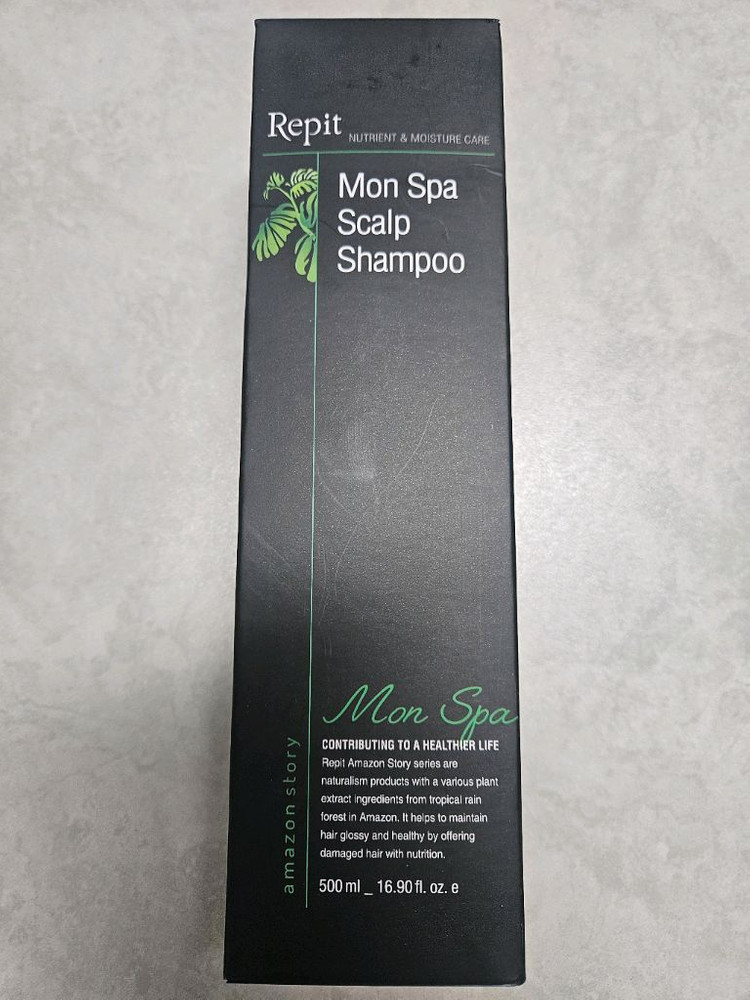 Repit NUTRIENT & MOISTURE CARE
Mon Spa
Scalp
Shampoo
Mon Spa
CONTRIBUTING TO A HEALTHIER LIFE
Repit Amazon Story series are
naturalism products with a various plant
extract ingredients from tropical rain
forest in Amazon. It helps to maintain
hair glossy and healthy by offering
damaged hair with nutrition.
500 ml _ 16.90 fl. oz. e
amazon story